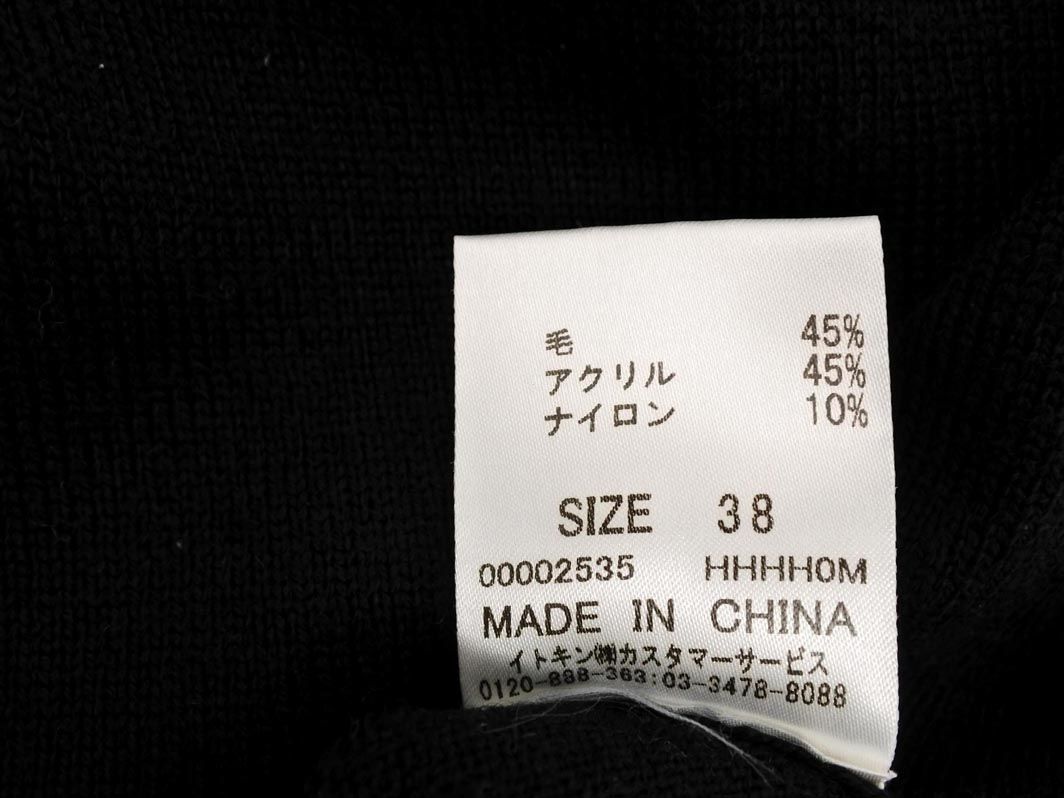 毛 45%
アクリル 45%
ナイロン 10%
SIZE 38
00002535 HHHH0M
MADE IN CHINA
イトキン㈱カスタマーサービス
0120-888-363:03-3478-8088